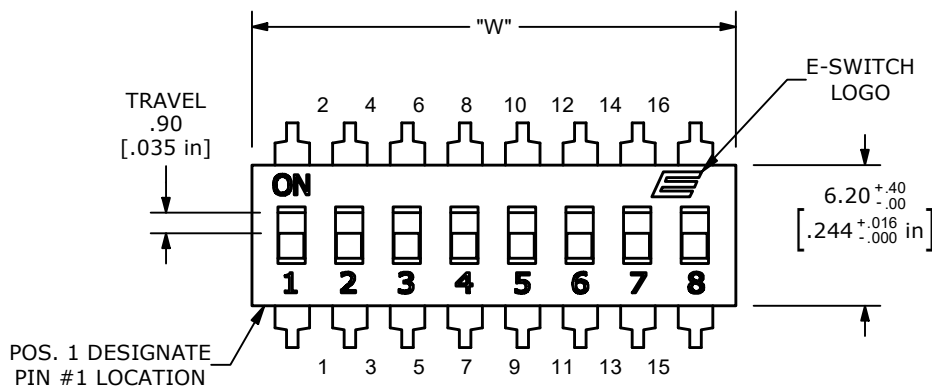 "W"
E-SWITCH
LOGO
TRAVEL
.90
[.035 in]
2 4 6 8 10 12 14 16
ON
6.20 +.40 -.00
[.244 +.016 -.000 in]
1 2 3 4 5 6 7 8
POS. 1 DESIGNATE
PIN #1 LOCATION
1 3 5 7 9 11 13 15